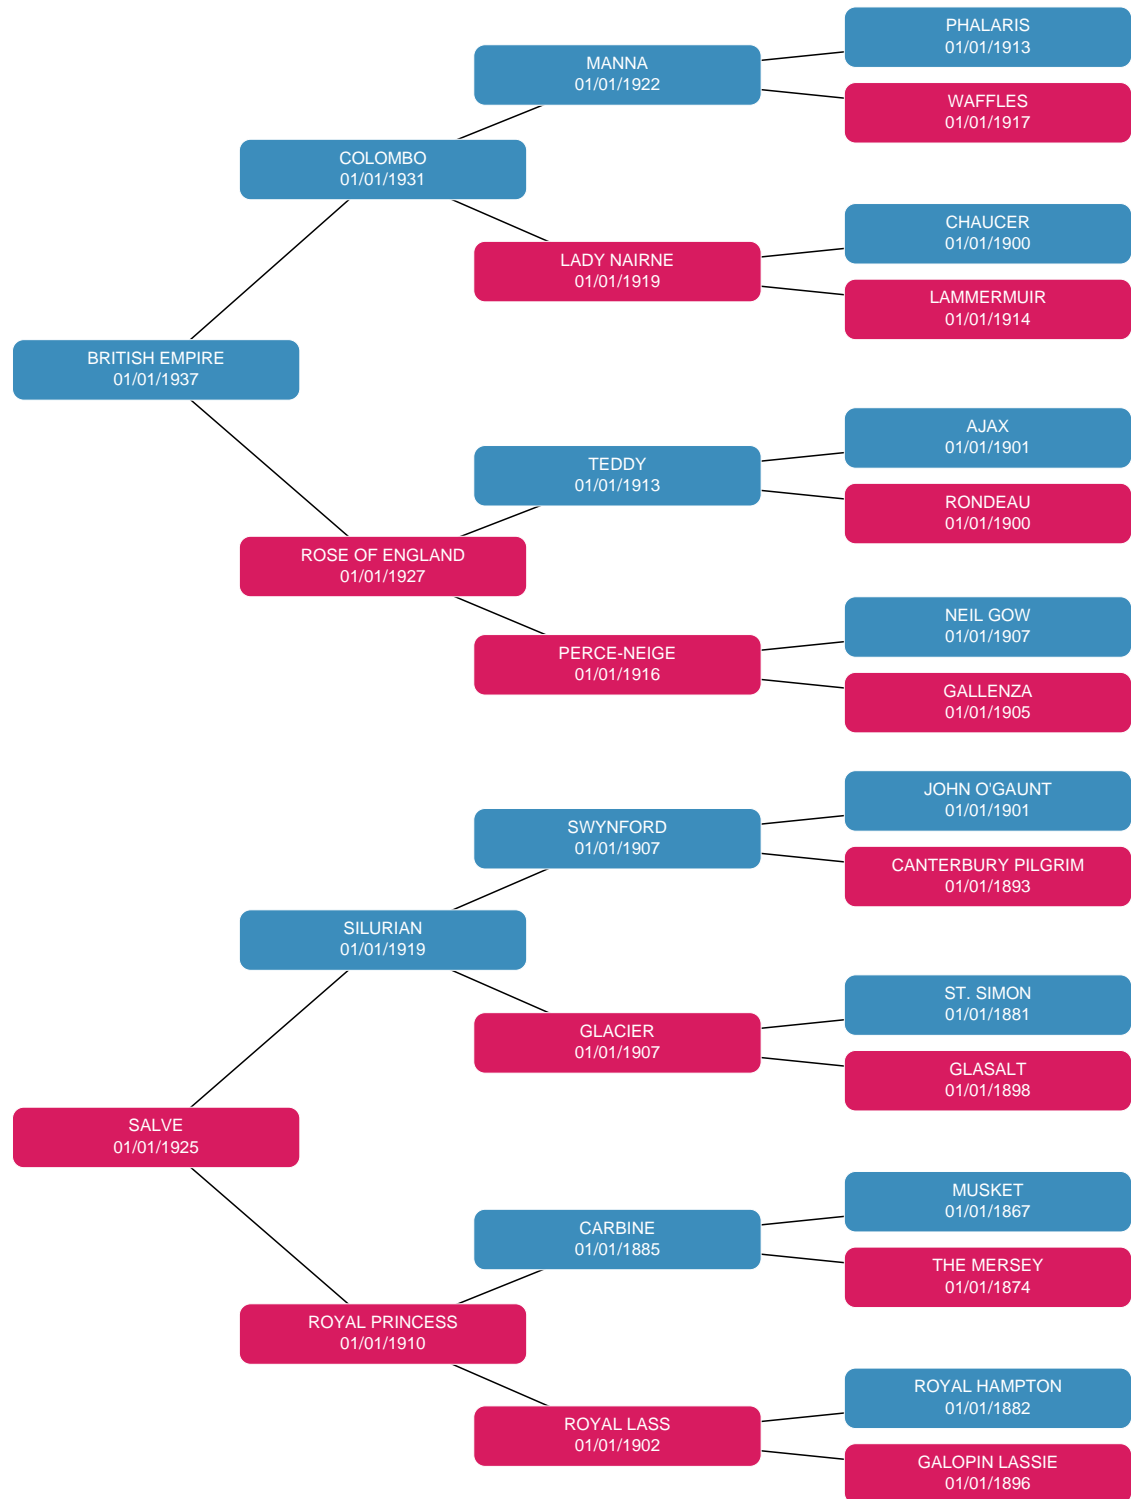 PHALARIS
01/01/1913
MANNA
01/01/1922
WAFFLES
01/01/1917
COLOMBO
01/01/1931
CHAUCER
01/01/1900
LADY NAIRNE
01/01/1919
LAMMERMUIR
01/01/1914
BRITISH EMPIRE
01/01/1937
AJAX
01/01/1901
TEDDY
01/01/1913
RONDEAU
01/01/1900
ROSE OF ENGLAND
01/01/1927
NEIL GOW
01/01/1907
PERCE-NEIGE
01/01/1916
GALLENZA
01/01/1905
JOHN O'GAUNT
01/01/1901
SWYNFORD
01/01/1907
CANTERBURY PILGRIM
01/01/1893
SILURIAN
01/01/1919
ST. SIMON
01/01/1881
GLACIER
01/01/1907
GLASALT
01/01/1898
SALVE
01/01/1925
MUSKET
01/01/1867
CARBINE
01/01/1885
THE MERSEY
01/01/1874
ROYAL PRINCESS
01/01/1910
ROYAL HAMPTON
01/01/1882
ROYAL LASS
01/01/1902
GALOPIN LASSIE
01/01/1896